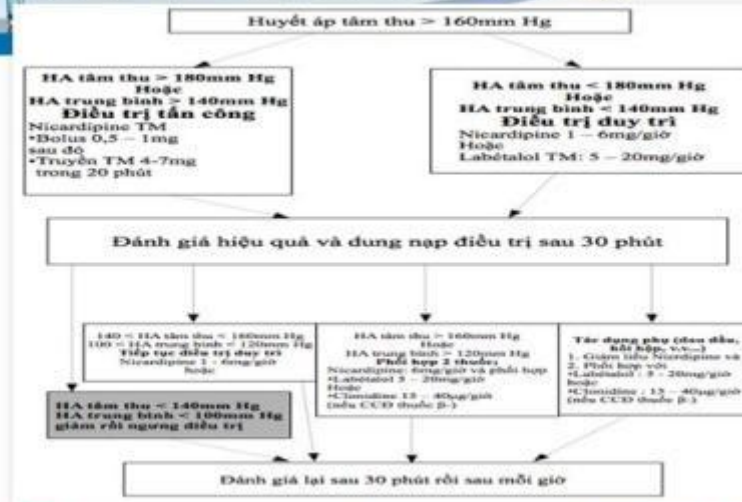 Huyết áp tâm thu > 160mm Hg
HA tâm thu > 180mm Hg
Hoặc
HA trung bình > 140mm Hg
Điều trị tấn công
Nicardipine TM
•Bolus 0,5 – 1mg
sau đó
•Truyền TM 4-7mg
trong 20 phút
HA tâm thu < 180mm Hg
Hoặc
HA trung bình < 140mm Hg
Điều trị duy trì
Nicardipine 1 – 6mg/giờ
Hoặc
Labétalol TM: 5 – 20mg/giờ
Đánh giá hiệu quả và dung nạp điều trị sau 30 phút
140 < HA tâm thu < 160mm Hg
100 < HA trung bình < 120mm Hg
Tiếp tục điều trị duy trì
Nicardipine 1 - 6mg/giờ
hoặc
HA tâm thu > 160mm Hg
Hoặc
HA trung bình > 120mm Hg
Phối hợp 2 thuốc:
Nicardipine: 6mg/giờ và phối hợp
•Labétalol 5 – 20mg/giờ
Hoặc
•Clonidine 15 – 40µg/giờ
(nếu CCĐ thuốc β-)
Tác dụng phụ (đau đầu,
hồi hộp, v.v...)
1. Giảm liều Nicardipine và
2. Phối hợp với
•Labétalol : 5 - 20mg/giờ
hoặc
•Clonidine : 15 – 40µg/giờ
(nếu CCĐ thuốc β-)
HA tâm thu < 140mm Hg
HA trung bình < 100mm Hg
giảm rồi ngưng điều trị
Đánh giá lại sau 30 phút rồi sau mỗi giờ